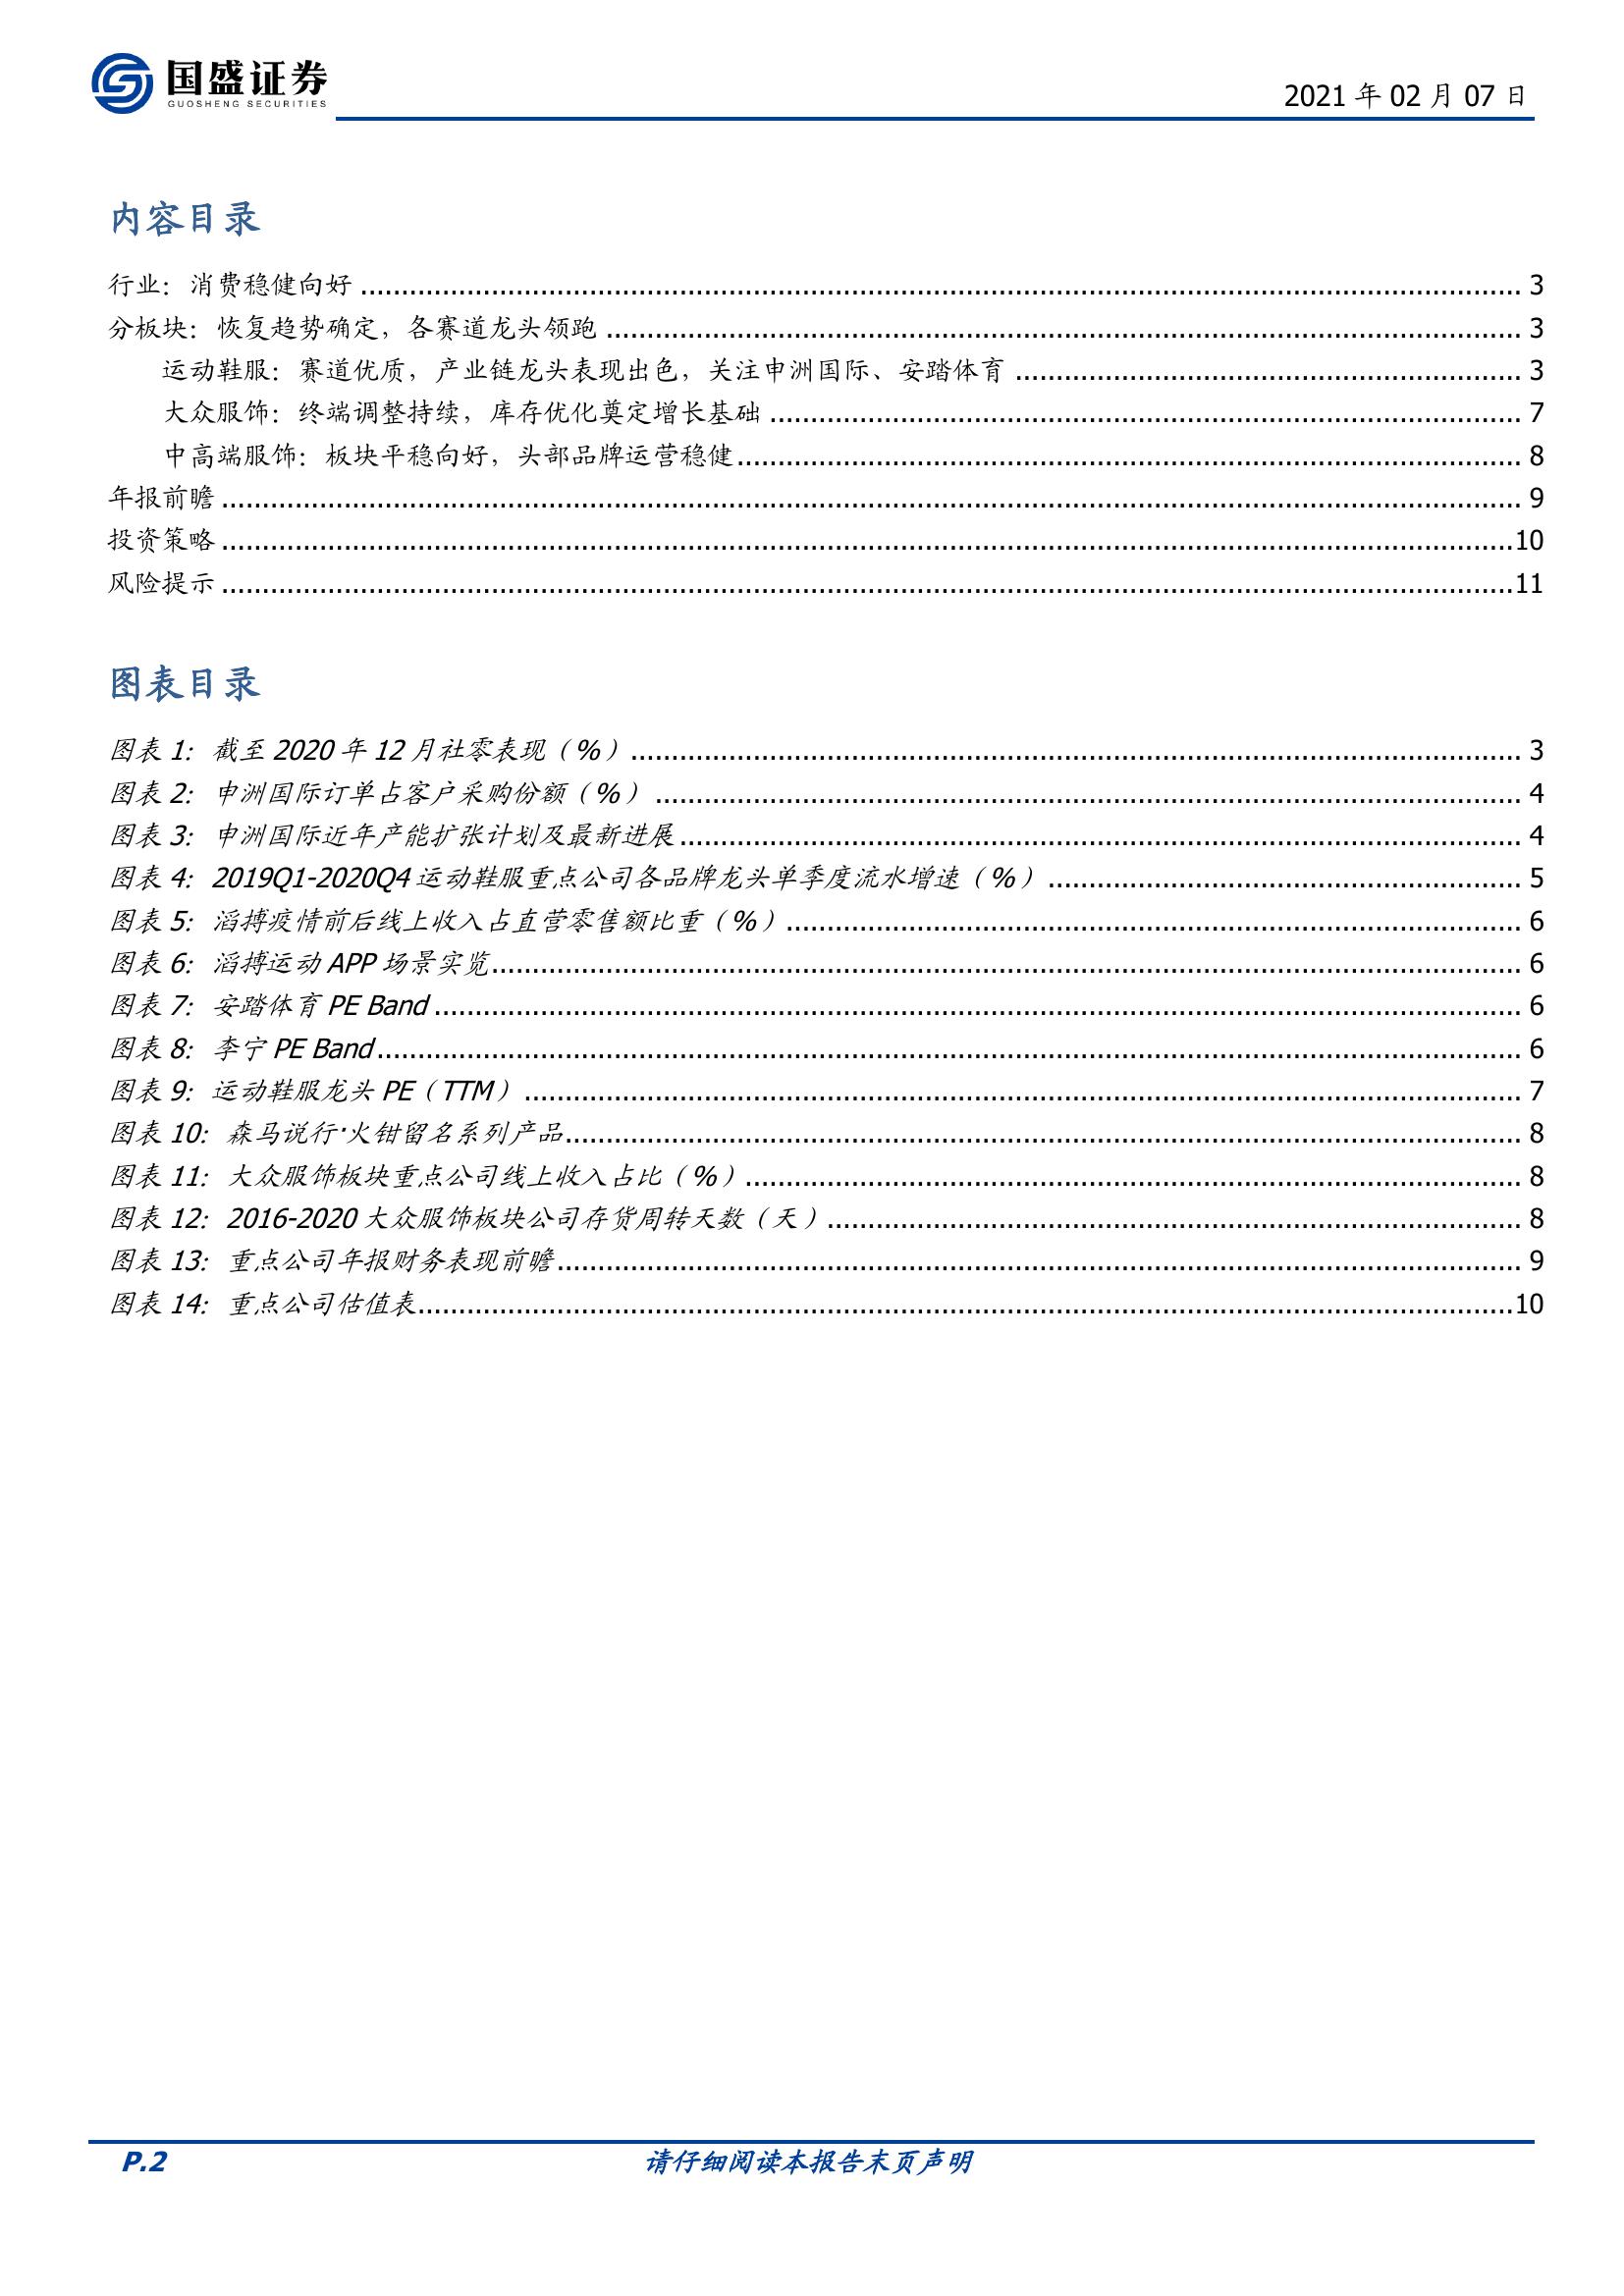 国盛证券
GUOSHENG SECURITIES
2021 年 02 月 07 日
内容目录
行业：消费稳健向好 ........ 3
分板块：恢复趋势确定，各赛道龙头领跑 ........ 3
运动鞋服：赛道优质，产业链龙头表现出色，关注申洲国际、安踏体育 ........ 3
大众服饰：终端调整持续，库存优化奠定增长基础 ........ 7
中高端服饰：板块平稳向好，头部品牌运营稳健 ........ 8
年报前瞻 ........ 9
投资策略 ........ 10
风险提示 ........ 11
图表目录
图表 1：截至 2020 年 12 月社零表现（%） ........ 3
图表 2：申洲国际订单占客户采购份额（%） ........ 4
图表 3：申洲国际近年产能扩张计划及最新进展 ........ 4
图表 4：2019Q1-2020Q4 运动鞋服重点公司各品牌龙头单季度流水增速（%） ........ 5
图表 5：滔搏疫情前后线上收入占直营零售额比重（%） ........ 6
图表 6：滔搏运动 APP 场景实览 ........ 6
图表 7：安踏体育 PE Band ........ 6
图表 8：李宁 PE Band ........ 6
图表 9：运动鞋服龙头 PE（TTM） ........ 7
图表 10：森马说行·火钳留名系列产品 ........ 8
图表 11：大众服饰板块重点公司线上收入占比（%） ........ 8
图表 12：2016-2020 大众服饰板块公司存货周转天数（天） ........ 8
图表 13：重点公司年报财务表现前瞻 ........ 9
图表 14：重点公司估值表 ........ 10
P.2
请仔细阅读本报告末页声明